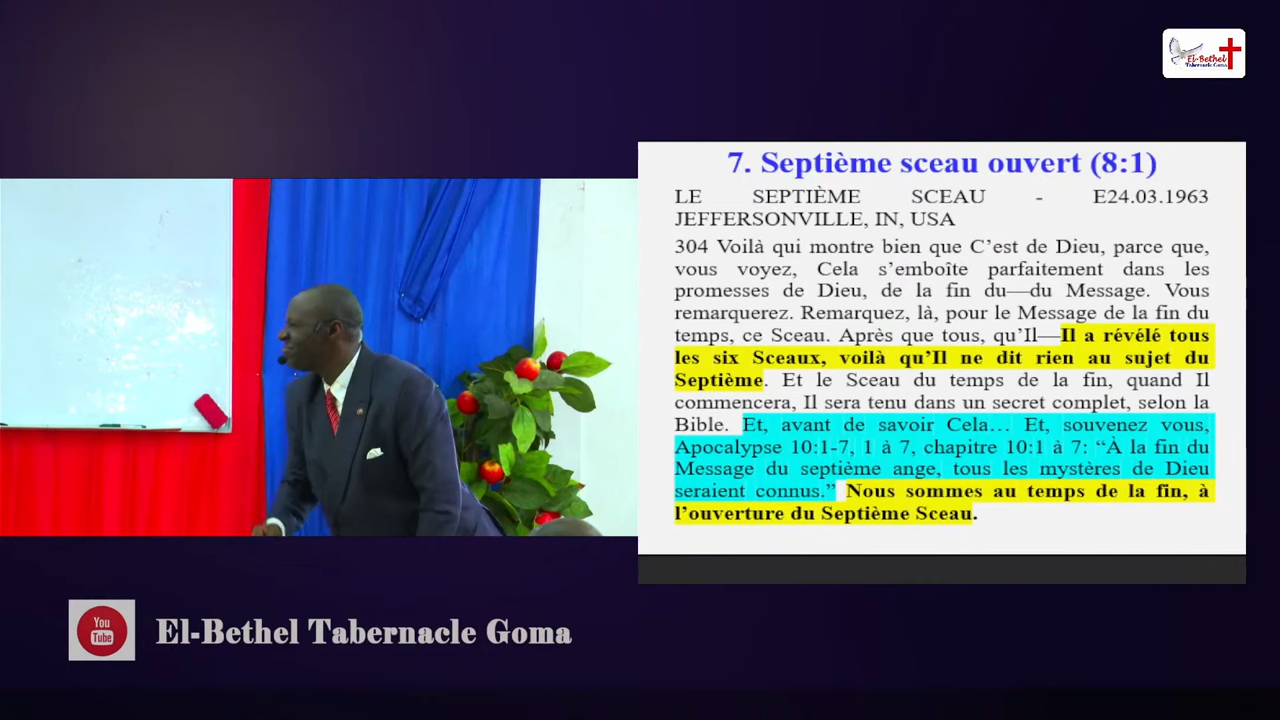 El-Bethel
Tabernacle Goma
7. Septième sceau ouvert (8:1)
LE SEPTIÈME SCEAU - E24.03.1963
JEFFERSONVILLE, IN, USA
304 Voilà qui montre bien que C’est de Dieu, parce que,
vous voyez, Cela s’emboîte parfaitement dans les
promesses de Dieu, de la fin du—du Message. Vous
remarquerez. Remarquez, là, pour le Message de la fin du
temps, ce Sceau. Après que tous, qu’Il—Il a révélé tous
les six Sceaux, voilà qu’Il ne dit rien au sujet du
Septième. Et le Sceau du temps de la fin, quand Il
commencera, Il sera tenu dans un secret complet, selon la
Bible. Et, avant de savoir Cela… Et, souvenez vous,
Apocalypse 10:1-7, 1 à 7, chapitre 10:1 à 7: “À la fin du
Message du septième ange, tous les mystères de Dieu
seraient connus.” Nous sommes au temps de la fin, à
l’ouverture du Septième Sceau.
You
Tube
El-Bethel Tabernacle Goma